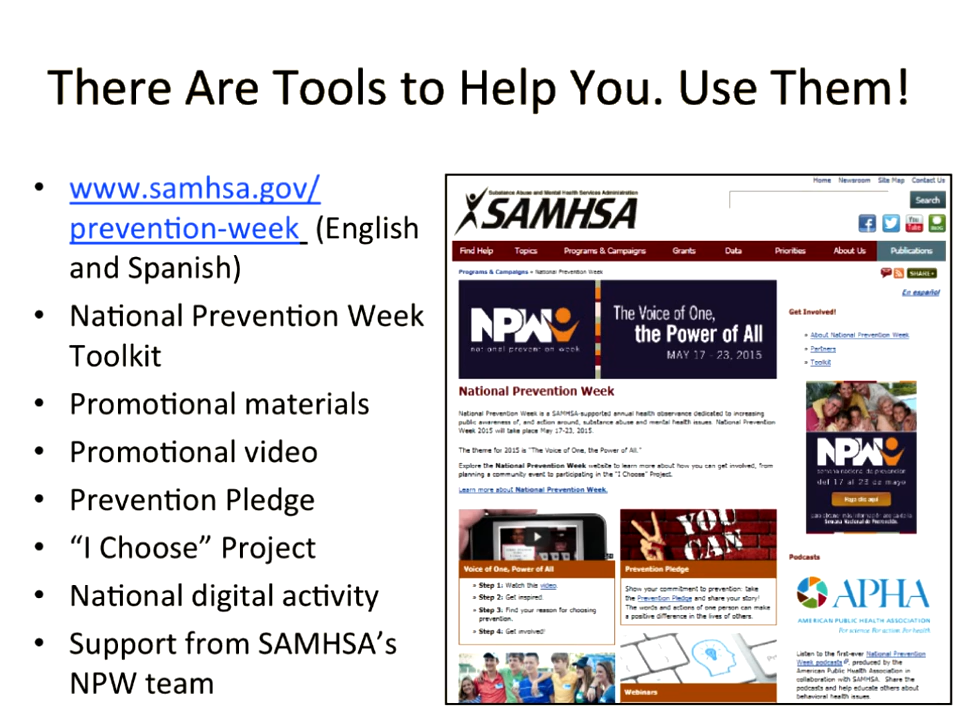 There Are Tools to Help You. Use Them!
• www.samhsa.gov/
prevention-week (English
and Spanish)
• National Prevention Week
Toolkit
• Promotional materials
• Promotional video
• Prevention Pledge
• “I Choose” Project
• National digital activity
• Support from SAMHSA’s
NPW team
Home Newsroom Site Map Contact Us
Substance Abuse and Mental Health Services Administration
SAMHSA
Search
Find Help Topics Programs & Campaigns Grants Data Priorities About Us Publications
Programs & Campaigns » National Prevention Week
SHARE+
En español
NPW
national prevention week
The Voice of One,
the Power of All
MAY 17 - 23, 2015
National Prevention Week
National Prevention Week is a SAMHSA-supported annual health observance dedicated to increasing
public awareness of, and action around, substance abuse and mental health issues. National Prevention
Week 2015 will take place May 17-23, 2015.
The theme for 2015 is "The Voice of One, the Power of All."
Explore the National Prevention Week website to learn more about how you can get involved, from
planning a community event to participating in the "I Choose" Project.
Learn more about National Prevention Week.
YOU
CAN
Voice of One, Power of All
» Step 1: Watch this video.
» Step 2: Get inspired.
» Step 3: Find your reason for choosing
prevention.
» Step 4: Get involved!
Prevention Pledge
Show your commitment to prevention: take
the Prevention Pledge and share your story!
The words and actions of one person can make
a positive difference in the lives of others.
Webinars
Get Involved!
» About National Prevention Week
» Partners
» Toolkit
NPW
semana nacional de prevención
del 17 al 23 de mayo
Haga clic aquí
Podcasts
APHA
AMERICAN PUBLIC HEALTH ASSOCIATION
For science. For action. For health.
Listen to the first-ever National Prevention
Week podcasts, produced by the
American Public Health Association in
collaboration with SAMHSA. Share the
podcasts and help educate others about
behavioral health issues.